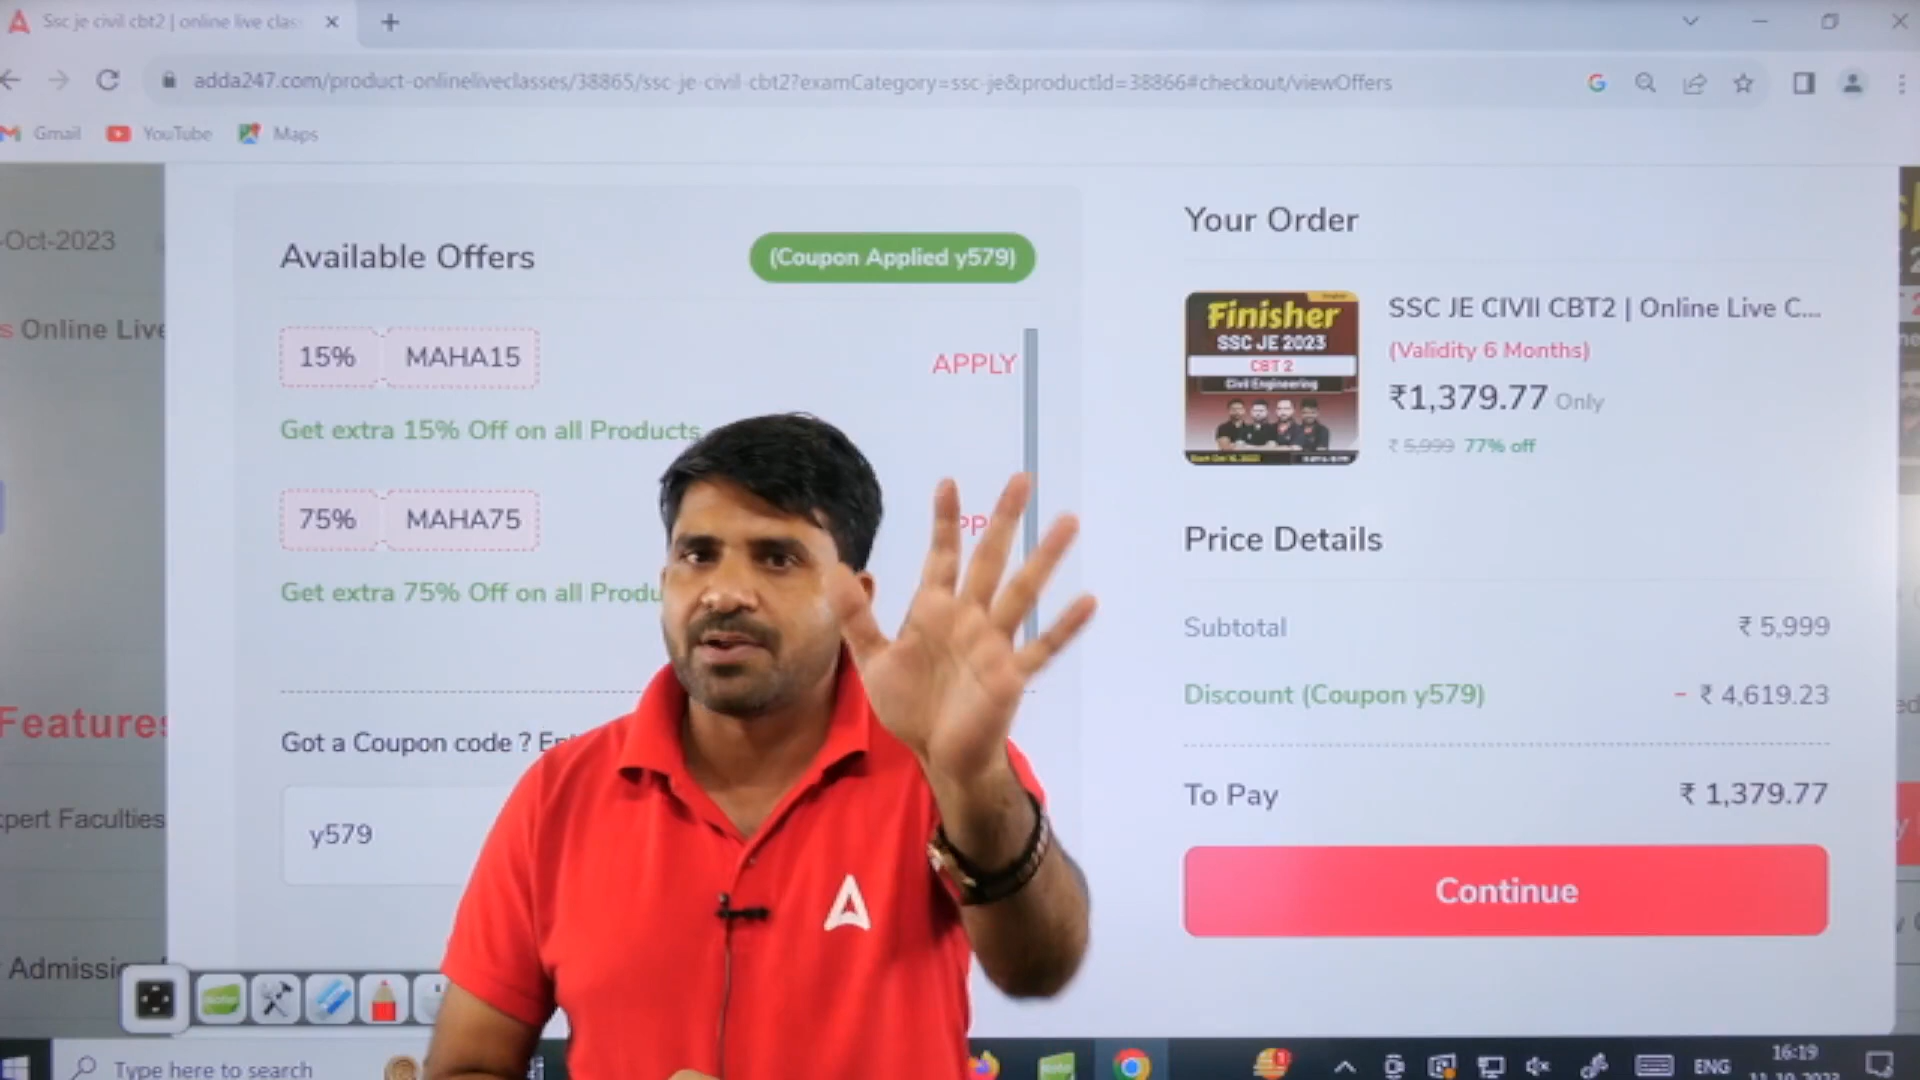 Ssc je civil cbt2 | online live clas
adda247.com/product-onlineliveclasses/38865/ssc-je-civil-cbt2?examCategory=ssc-je&productId=38866#checkout/viewOffers
Gmail
YouTube
Maps
-Oct-2023
s Online Live
Features
xpert Faculties
Admission
Available Offers
(Coupon Applied y579)
15%
MAHA15
APPLY
Get extra 15% Off on all Products
75%
MAHA75
Get extra 75% Off on all Produ
Got a Coupon code ? En
y579
Your Order
Finisher
SSC JE 2023
CBT 2
Civil Engineering
SSC JE CIVIl CBT2 | Online Live C...
(Validity 6 Months)
₹1,379.77 Only
₹ 5,999 77% off
Price Details
Subtotal
₹ 5,999
Discount (Coupon y579)
- ₹ 4,619.23
To Pay
₹ 1,379.77
Continue
Type here to search
ENG
16:19